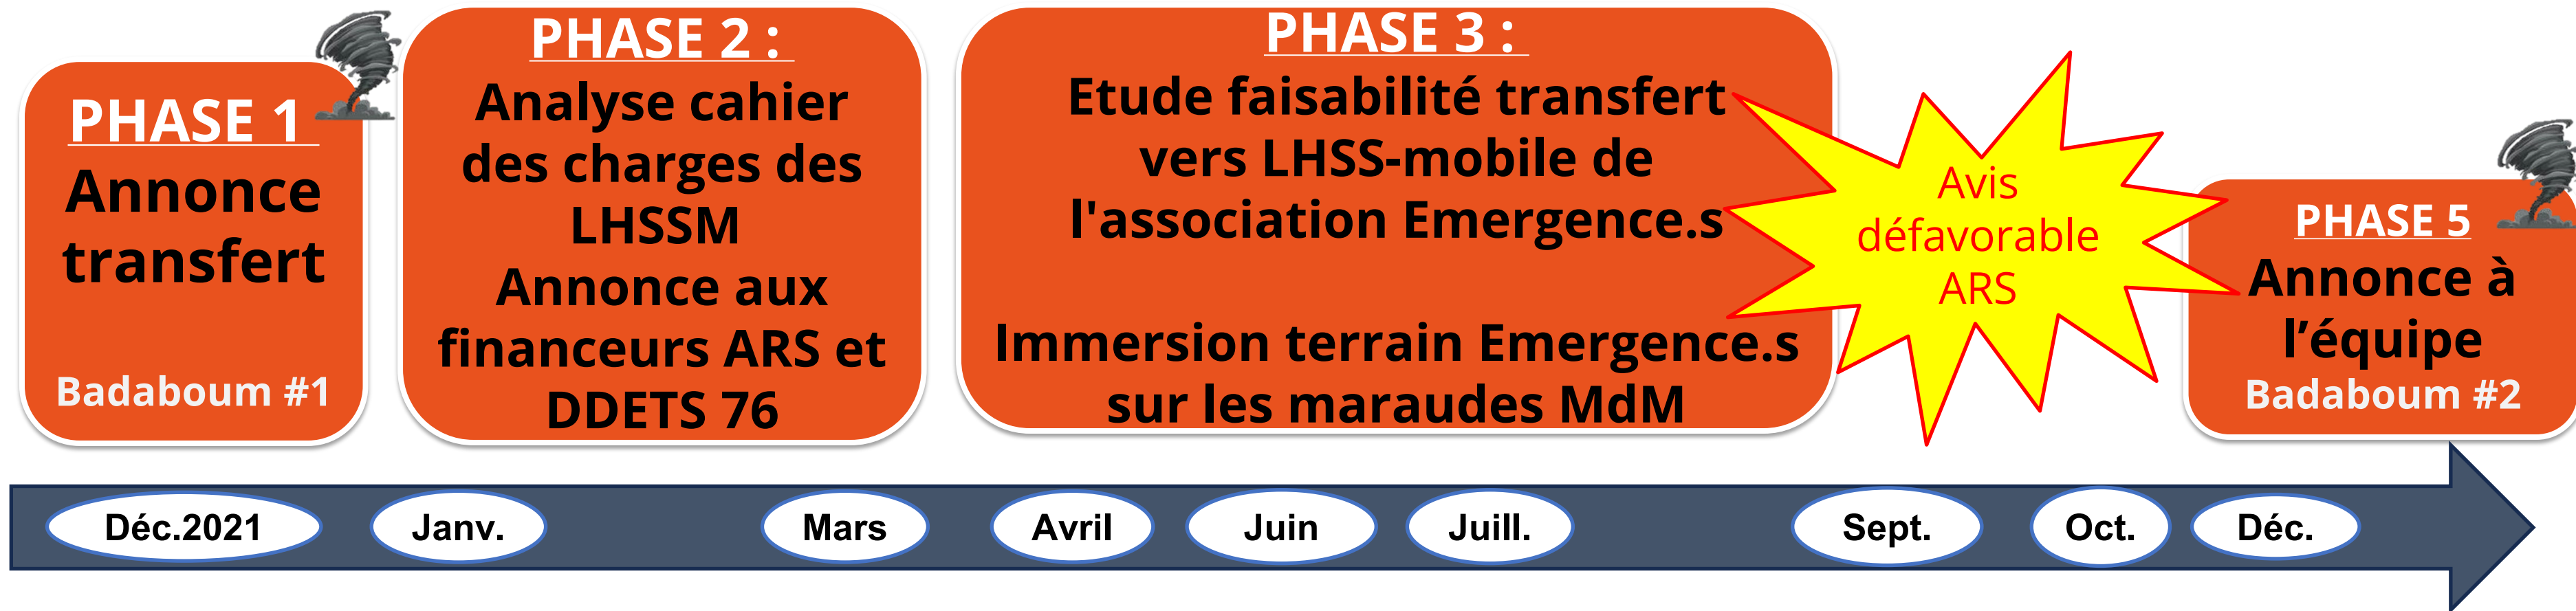 PHASE 1
Annonce
transfert
Badaboum #1
PHASE 2 :
Analyse cahier
des charges des
LHSSM
Annonce aux
financeurs ARS et
DDETS 76
PHASE 3 :
Etude faisabilité transfert
vers LHSS-mobile de
l'association Emergence.s
Immersion terrain Emergence.s
sur les maraudes MdM
Avis
défavorable
ARS
PHASE 5
Annonce à
l’équipe
Badaboum #2
Déc.2021
Janv.
Mars
Avril
Juin
Juill.
Sept.
Oct.
Déc.